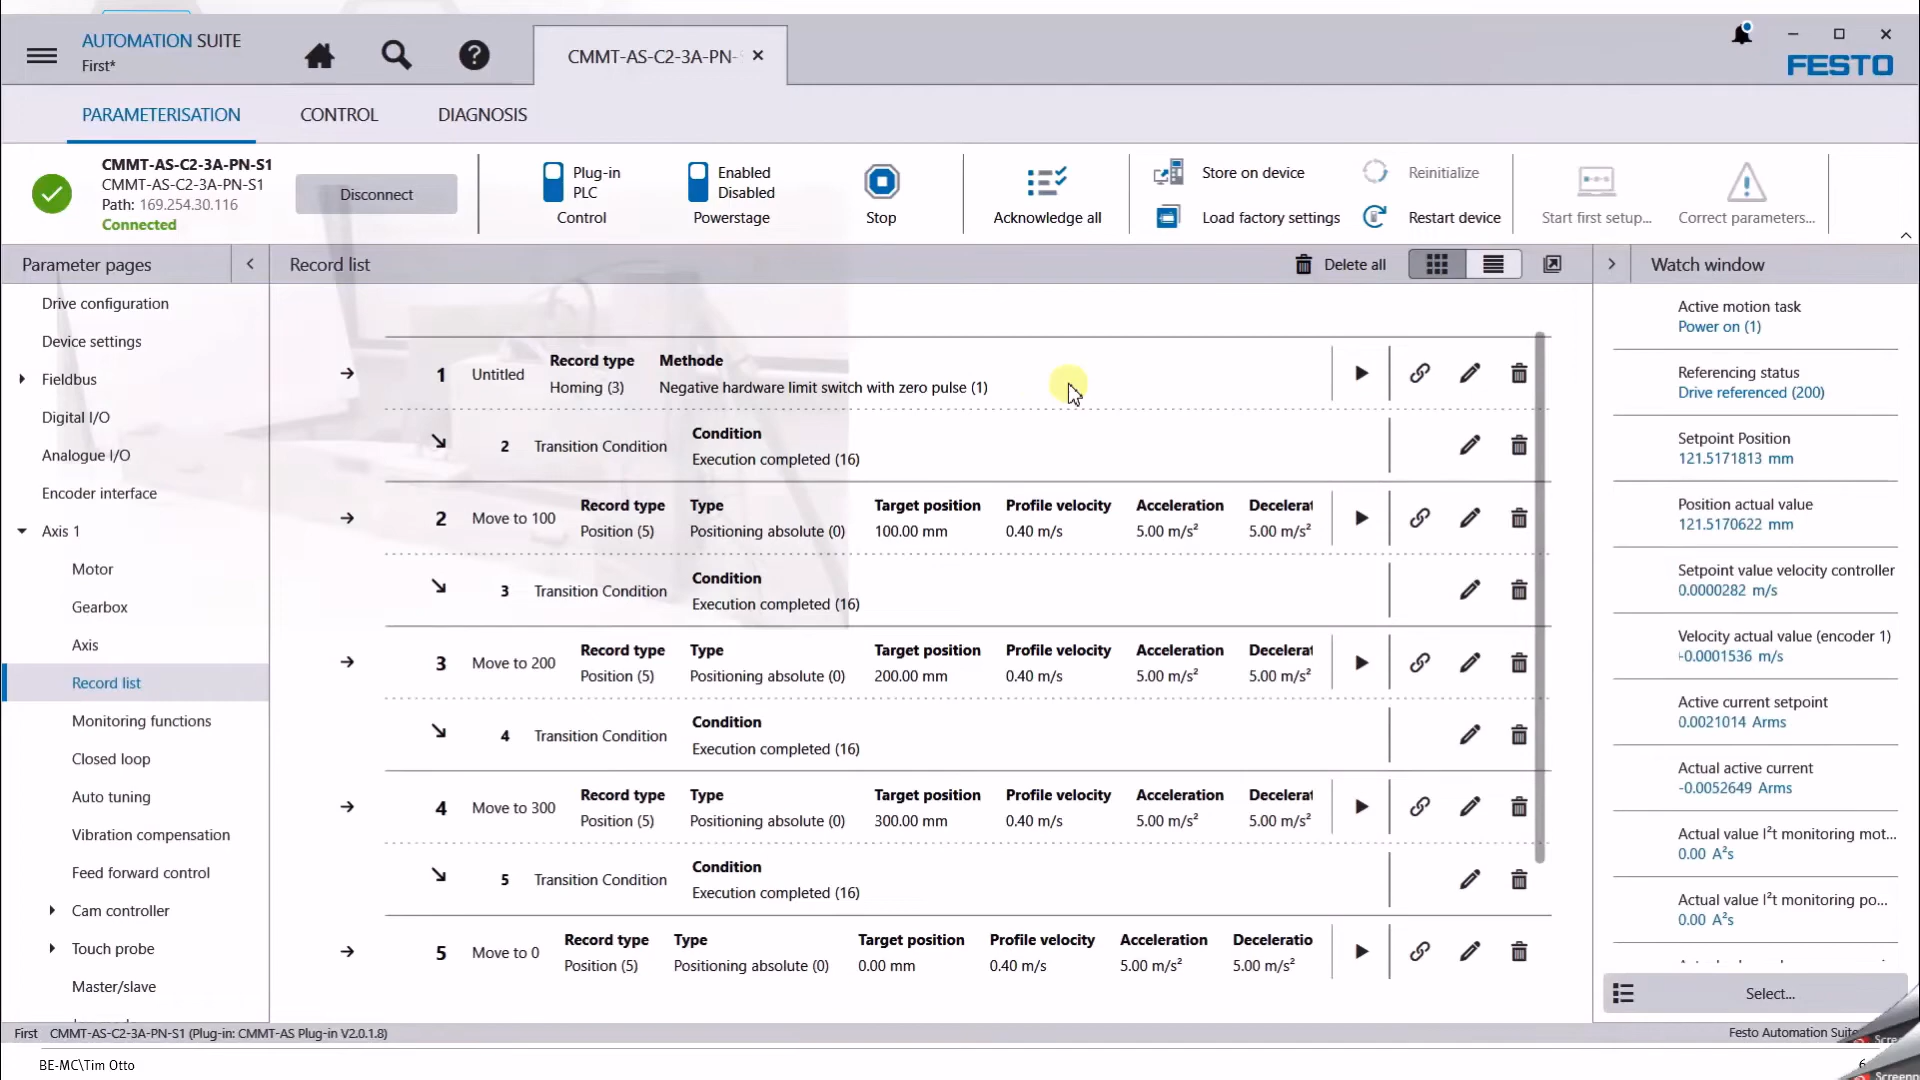 AUTOMATION SUITE
First*
CMMT-AS-C2-3A-PN-
FESTO
PARAMETERISATION
CONTROL
DIAGNOSIS
CMMT-AS-C2-3A-PN-S1
CMMT-AS-C2-3A-PN-S1
Path: 169.254.30.116
Connected
Disconnect
Plug-in
PLC
Control
Enabled
Disabled
Powerstage
Stop
Acknowledge all
Store on device
Load factory settings
Reinitialize
Restart device
Start first setup...
Correct parameters...
Parameter pages
Record list
Delete all
Watch window
Drive configuration
Device settings
Fieldbus
Digital I/O
Analogue I/O
Encoder interface
Axis 1
Motor
Gearbox
Axis
Record list
Monitoring functions
Closed loop
Auto tuning
Vibration compensation
Feed forward control
Cam controller
Touch probe
Master/slave
1 Untitled Record type Methode
Homing (3) Negative hardware limit switch with zero pulse (1)
2 Transition Condition Condition
Execution completed (16)
2 Move to 100 Record type Type Target position Profile velocity Acceleration Decelerat
Position (5) Positioning absolute (0) 100.00 mm 0.40 m/s 5.00 m/s² 5.00 m/s²
3 Transition Condition Condition
Execution completed (16)
3 Move to 200 Record type Type Target position Profile velocity Acceleration Decelerat
Position (5) Positioning absolute (0) 200.00 mm 0.40 m/s 5.00 m/s² 5.00 m/s²
4 Transition Condition Condition
Execution completed (16)
4 Move to 300 Record type Type Target position Profile velocity Acceleration Decelerat
Position (5) Positioning absolute (0) 300.00 mm 0.40 m/s 5.00 m/s² 5.00 m/s²
5 Transition Condition Condition
Execution completed (16)
5 Move to 0 Record type Type Target position Profile velocity Acceleration Deceleratio
Position (5) Positioning absolute (0) 0.00 mm 0.40 m/s 5.00 m/s² 5.00 m/s²
Active motion task
Power on (1)
Referencing status
Drive referenced (200)
Setpoint Position
121.5171813 mm
Position actual value
121.5170622 mm
Setpoint value velocity controller
0.0000282 m/s
Velocity actual value (encoder 1)
-0.0001536 m/s
Active current setpoint
0.0021014 Arms
Actual active current
-0.0052649 Arms
Actual value I²t monitoring mot...
0.00 A²s
Actual value I²t monitoring po...
0.00 A²s
Select...
First CMMT-AS-C2-3A-PN-S1 (Plug-in: CMMT-AS Plug-in V2.0.1.8)
Festo Automation Suite
BE-MC\Tim Otto